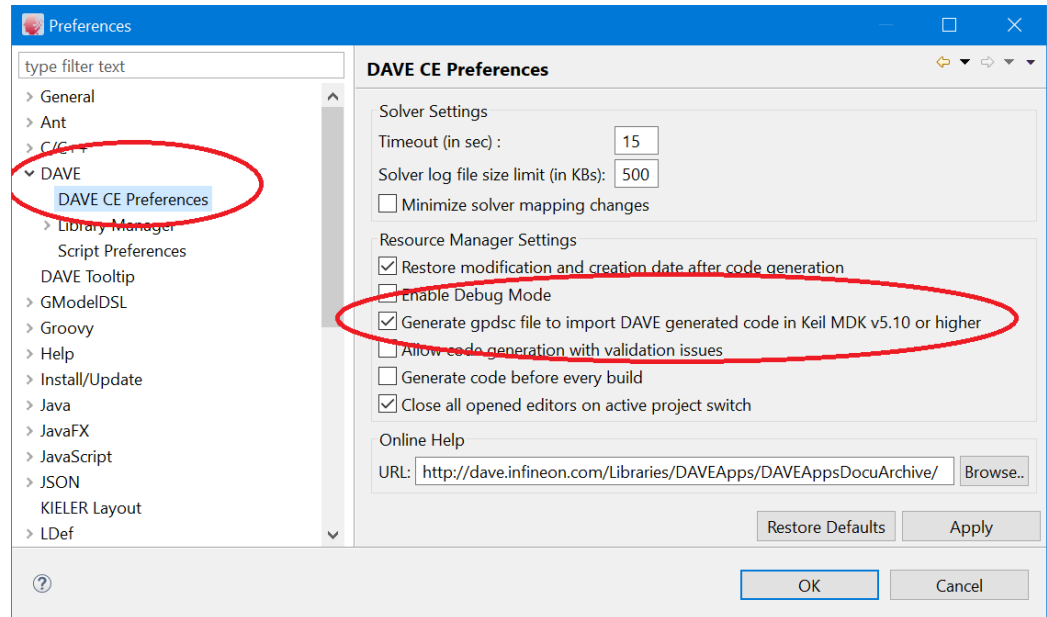 Preferences
type filter text
General
Ant
C/C++
DAVE
DAVE CE Preferences
Library Manager
Script Preferences
DAVE Tooltip
GModelDSL
Groovy
Help
Install/Update
Java
JavaFX
JavaScript
JSON
KIELER Layout
LDef
DAVE CE Preferences
Solver Settings
Timeout (in sec) : 15
Solver log file size limit (in KBs): 500
Minimize solver mapping changes
Resource Manager Settings
Restore modification and creation date after code generation
Enable Debug Mode
Generate gpdsc file to import DAVE generated code in Keil MDK v5.10 or higher
Allow code generation with validation issues
Generate code before every build
Close all opened editors on active project switch
Online Help
URL: http://dave.infineon.com/Libraries/DAVEApps/DAVEAppsDocuArchive/ Browse..
Restore Defaults Apply
? OK Cancel